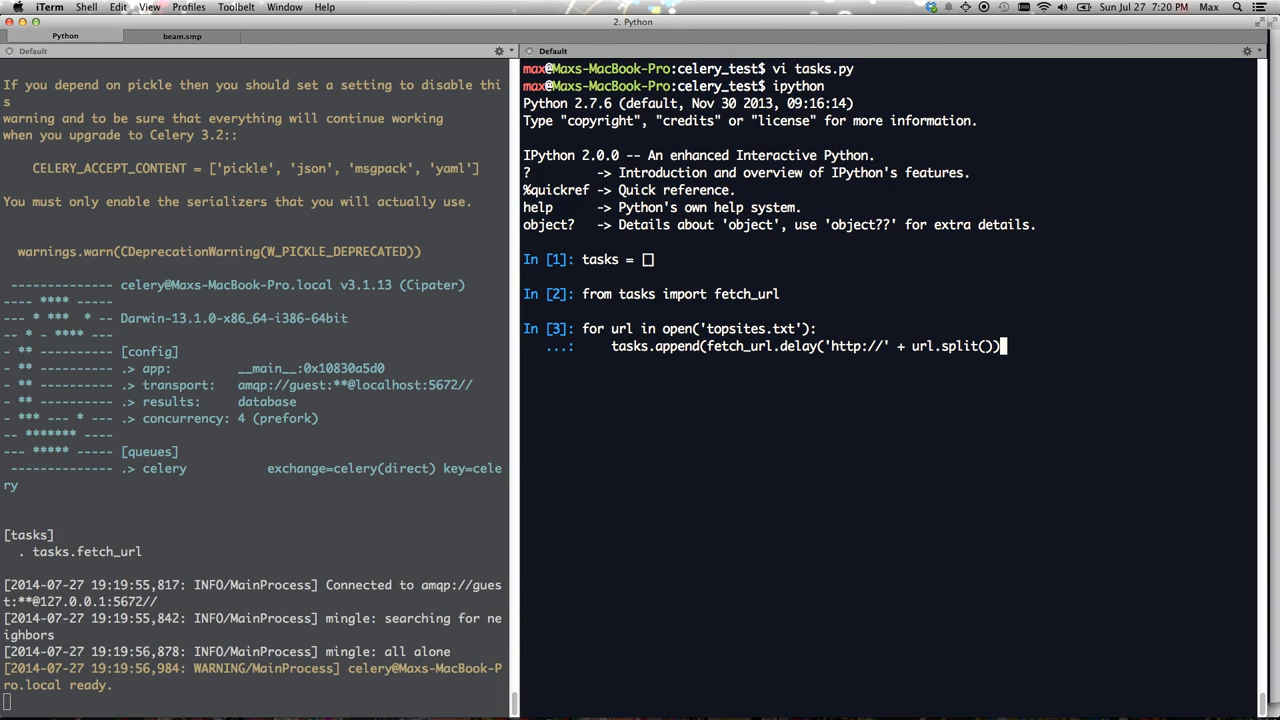 iTerm Shell Edit View Profiles Toolbelt Window Help Sun Jul 27 7:20 PM Max
2. Python
Python beam.smp
Default
If you depend on pickle then you should set a setting to disable thi
s
warning and to be sure that everything will continue working
when you upgrade to Celery 3.2::
CELERY_ACCEPT_CONTENT = ['pickle', 'json', 'msgpack', 'yaml']
You must only enable the serializers that you will actually use.
warnings.warn(CDeprecationWarning(W_PICKLE_DEPRECATED))
-------------- celery@Maxs-MacBook-Pro.local v3.1.13 (Cipater)
---- **** -----
--- * ***  * -- Darwin-13.1.0-x86_64-i386-64bit
-- * - **** ---
- ** ---------- [config]
- ** ---------- .> app:         __main__:0x10830a5d0
- ** ---------- .> transport:   amqp://guest:**@localhost:5672//
- ** ---------- .> results:     database
- *** --- * --- .> concurrency: 4 (prefork)
-- ******* ----
--- ***** ----- [queues]
-------------- .> celery           exchange=celery(direct) key=cele
ry
[tasks]
. tasks.fetch_url
[2014-07-27 19:19:55,817: INFO/MainProcess] Connected to amqp://gues
t:**@127.0.0.1:5672//
[2014-07-27 19:19:55,842: INFO/MainProcess] mingle: searching for ne
ighbors
[2014-07-27 19:19:56,878: INFO/MainProcess] mingle: all alone
[2014-07-27 19:19:56,984: WARNING/MainProcess] celery@Maxs-MacBook-P
ro.local ready.
Default
max@Maxs-MacBook-Pro:celery_test$ vi tasks.py
max@Maxs-MacBook-Pro:celery_test$ ipython
Python 2.7.6 (default, Nov 30 2013, 09:16:14)
Type "copyright", "credits" or "license" for more information.
IPython 2.0.0 -- An enhanced Interactive Python.
?         -> Introduction and overview of IPython's features.
%quickref -> Quick reference.
help      -> Python's own help system.
object?   -> Details about 'object', use 'object??' for extra details.
In [1]: tasks = []
In [2]: from tasks import fetch_url
In [3]: for url in open('topsites.txt'):
...:     tasks.append(fetch_url.delay('http://' + url.split())